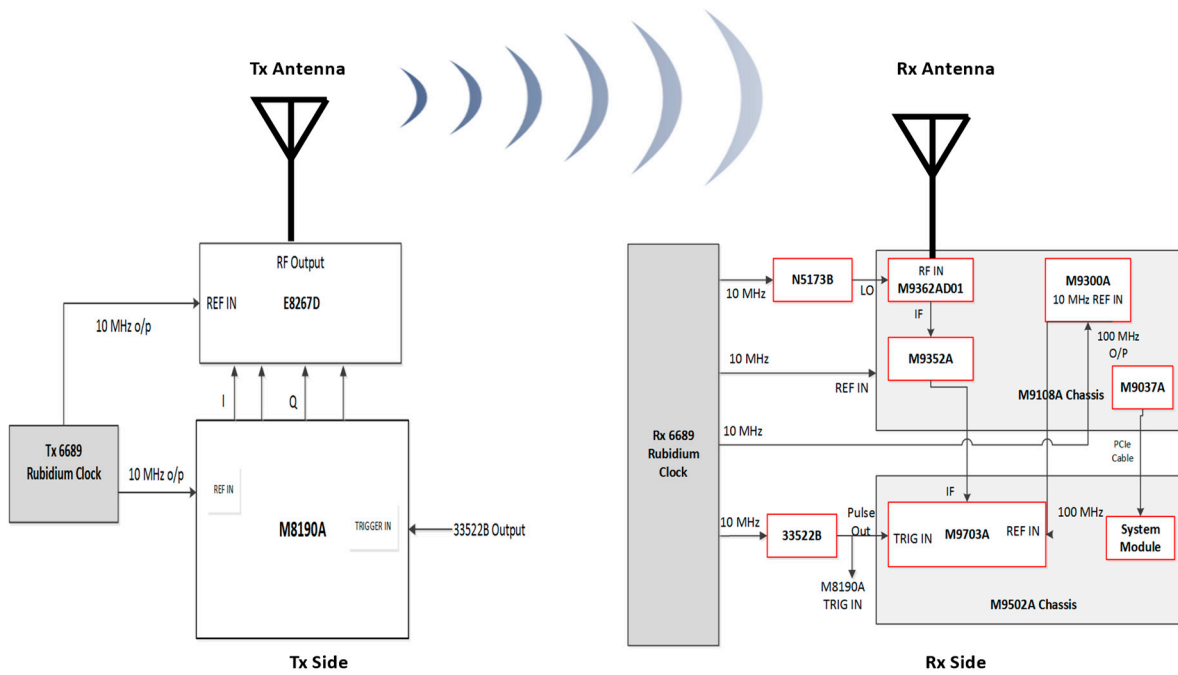 Tx Antenna
RF Output
REF IN
E8267D
10 MHz o/p
I
Q
Tx 6689
Rubidium Clock
10 MHz o/p
REF IN
M8190A
TRIGGER IN
33522B Output
Tx Side
Rx Antenna
Rx 6689
Rubidium
Clock
10 MHz
N5173B
LO
RF IN
M9362AD01
IF
M9300A
10 MHz REF IN
100 MHz
O/P
10 MHz
REF IN
M9352A
M9108A Chassis
M9037A
10 MHz
PCIe
Cable
IF
10 MHz
33522B
Pulse
Out
TRIG IN
M9703A
REF IN
100 MHz
System
Module
M8190A
TRIG IN
M9502A Chassis
Rx Side